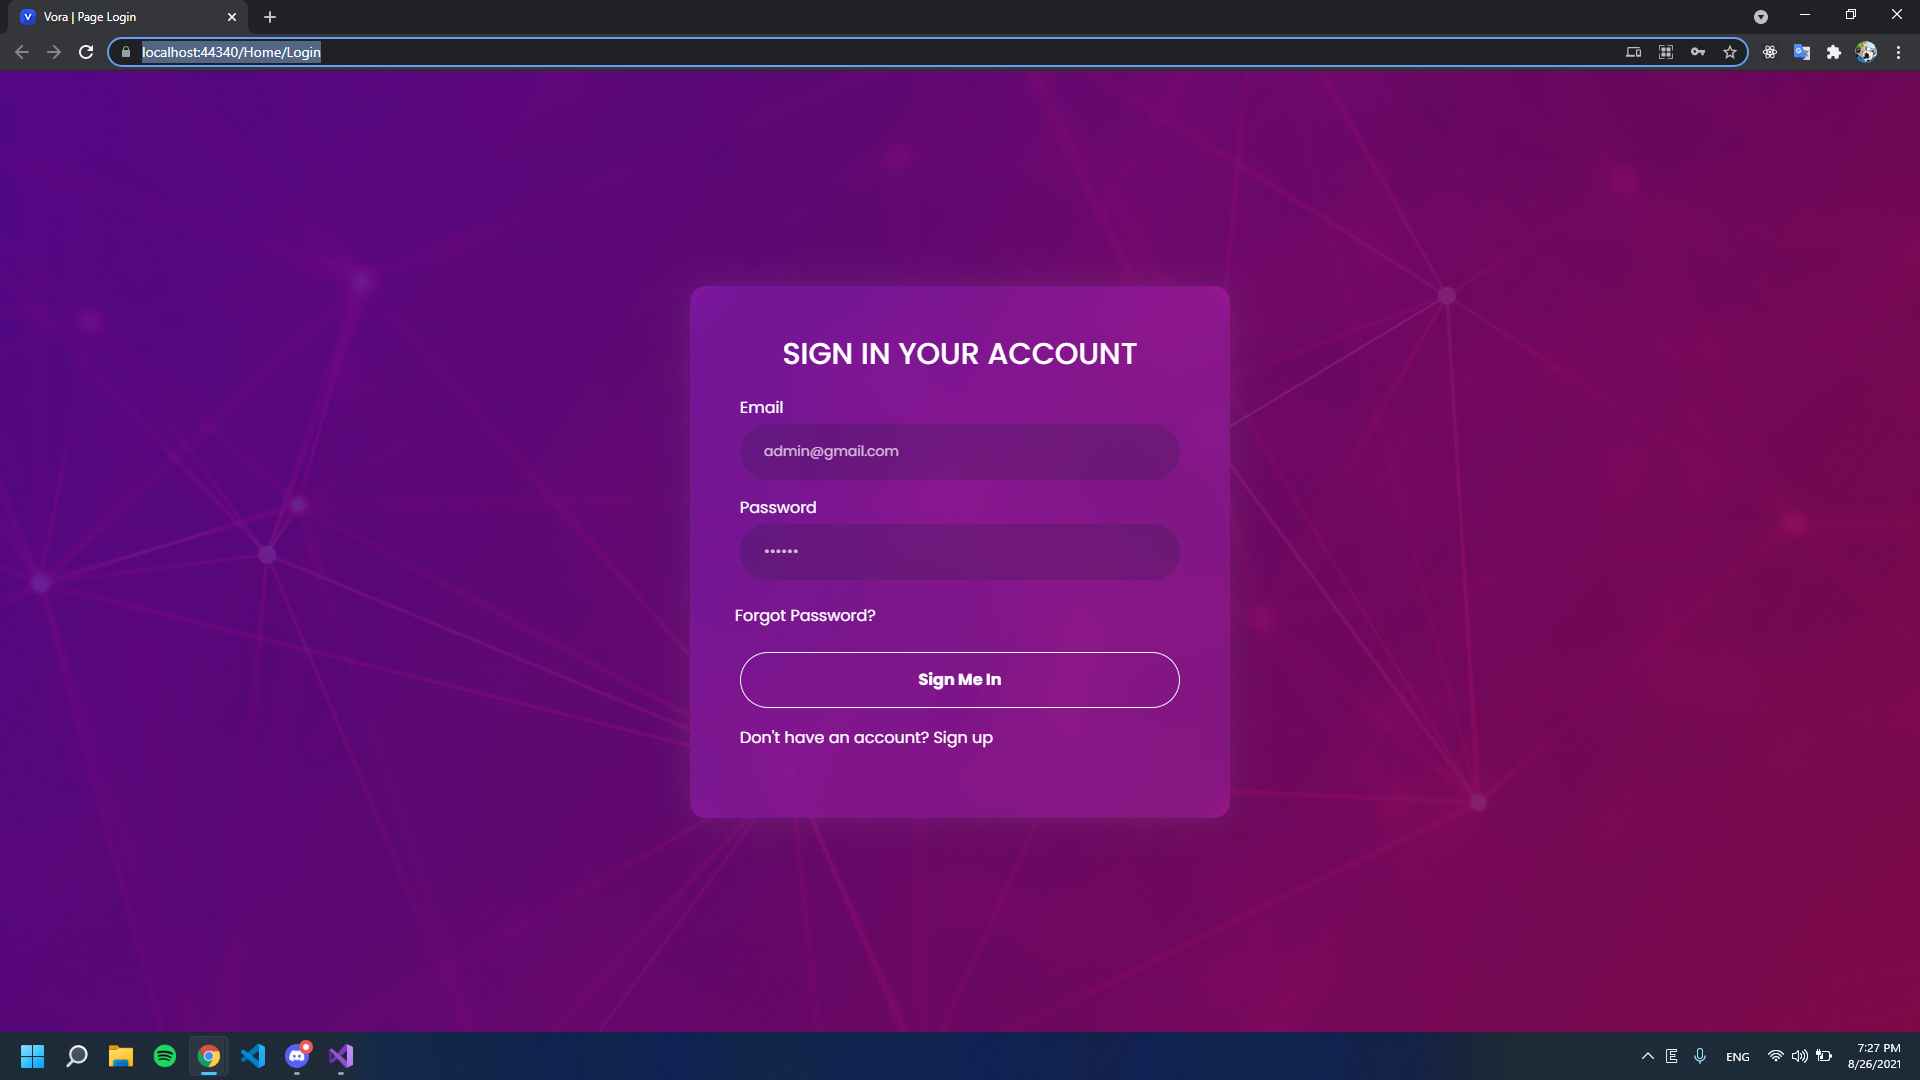 Vora | Page Login
localhost:44340/Home/Login
SIGN IN YOUR ACCOUNT
Email
admin@gmail.com
Password
••••••
Forgot Password?
Sign Me In
Don't have an account? Sign up
ENG
7:27 PM
8/26/2021